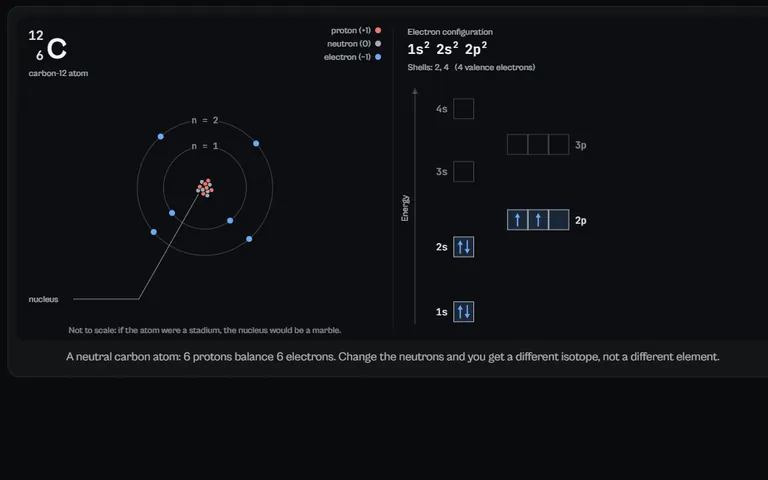 12
6 C
carbon-12 atom
proton (+1)
neutron (0)
electron (−1)
n = 2
n = 1
nucleus
Not to scale: if the atom were a stadium, the nucleus would be a marble.
Electron configuration
1s² 2s² 2p²
Shells: 2, 4 (4 valence electrons)
Energy
4s
3p
3s
2p
2s
1s
A neutral carbon atom: 6 protons balance 6 electrons. Change the neutrons and you get a different isotope, not a different element.